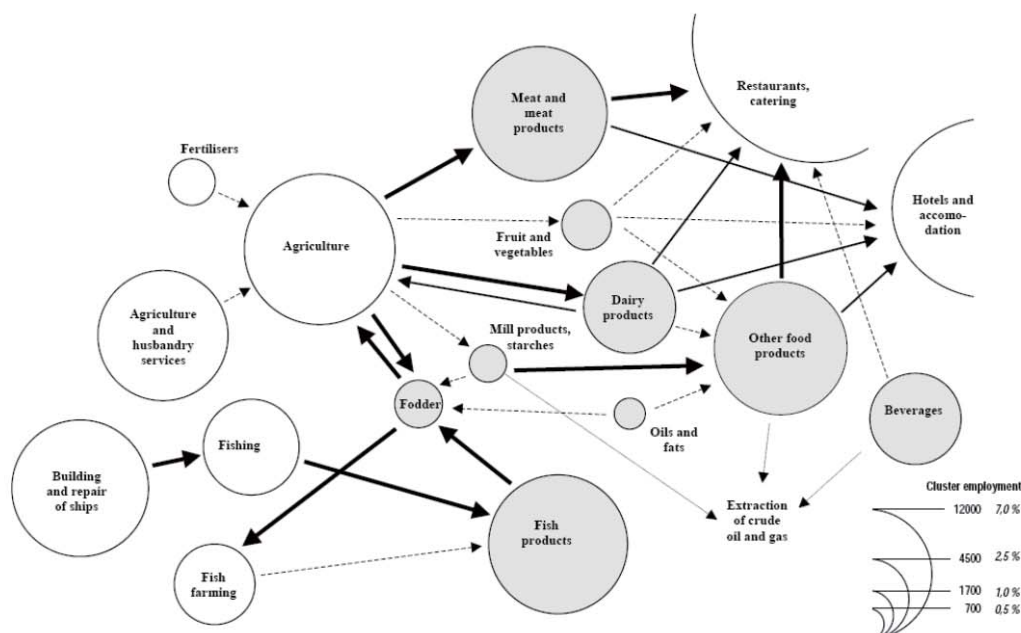 Meat and
meat
products
Restaurants,
catering
Fertilisers
Hotels and
accomo-
dation
Agriculture
Fruit and
vegetables
Agriculture
and
husbandry
services
Dairy
products
Mill products,
starches
Other food
products
Fodder
Beverages
Oils and
fats
Fishing
Building
and repair
of ships
Extraction
of crude
oil and gas
Fish
products
Fish
farming
Cluster employment
12000 7,0 %
4500 2.5 %
1700 1,0 %
700 0,5 %